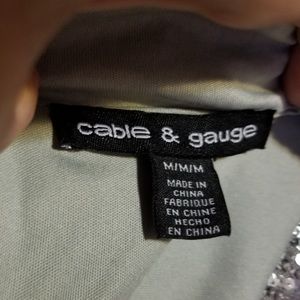 cable & gauge
M/M/M
MADE IN
CHINA
FABRIQUE
EN CHINE
HECHO
EN CHINA